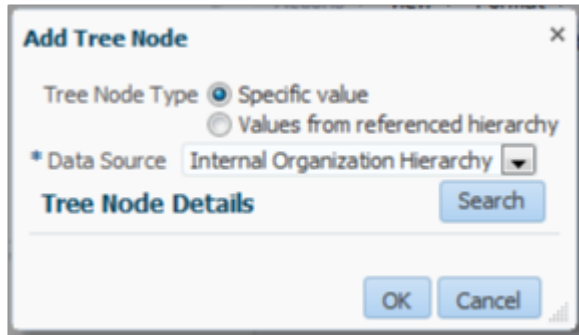 Add Tree Node
Tree Node Type Specific value
Values from referenced hierarchy
* Data Source Internal Organization Hierarchy
Tree Node Details Search
OK Cancel